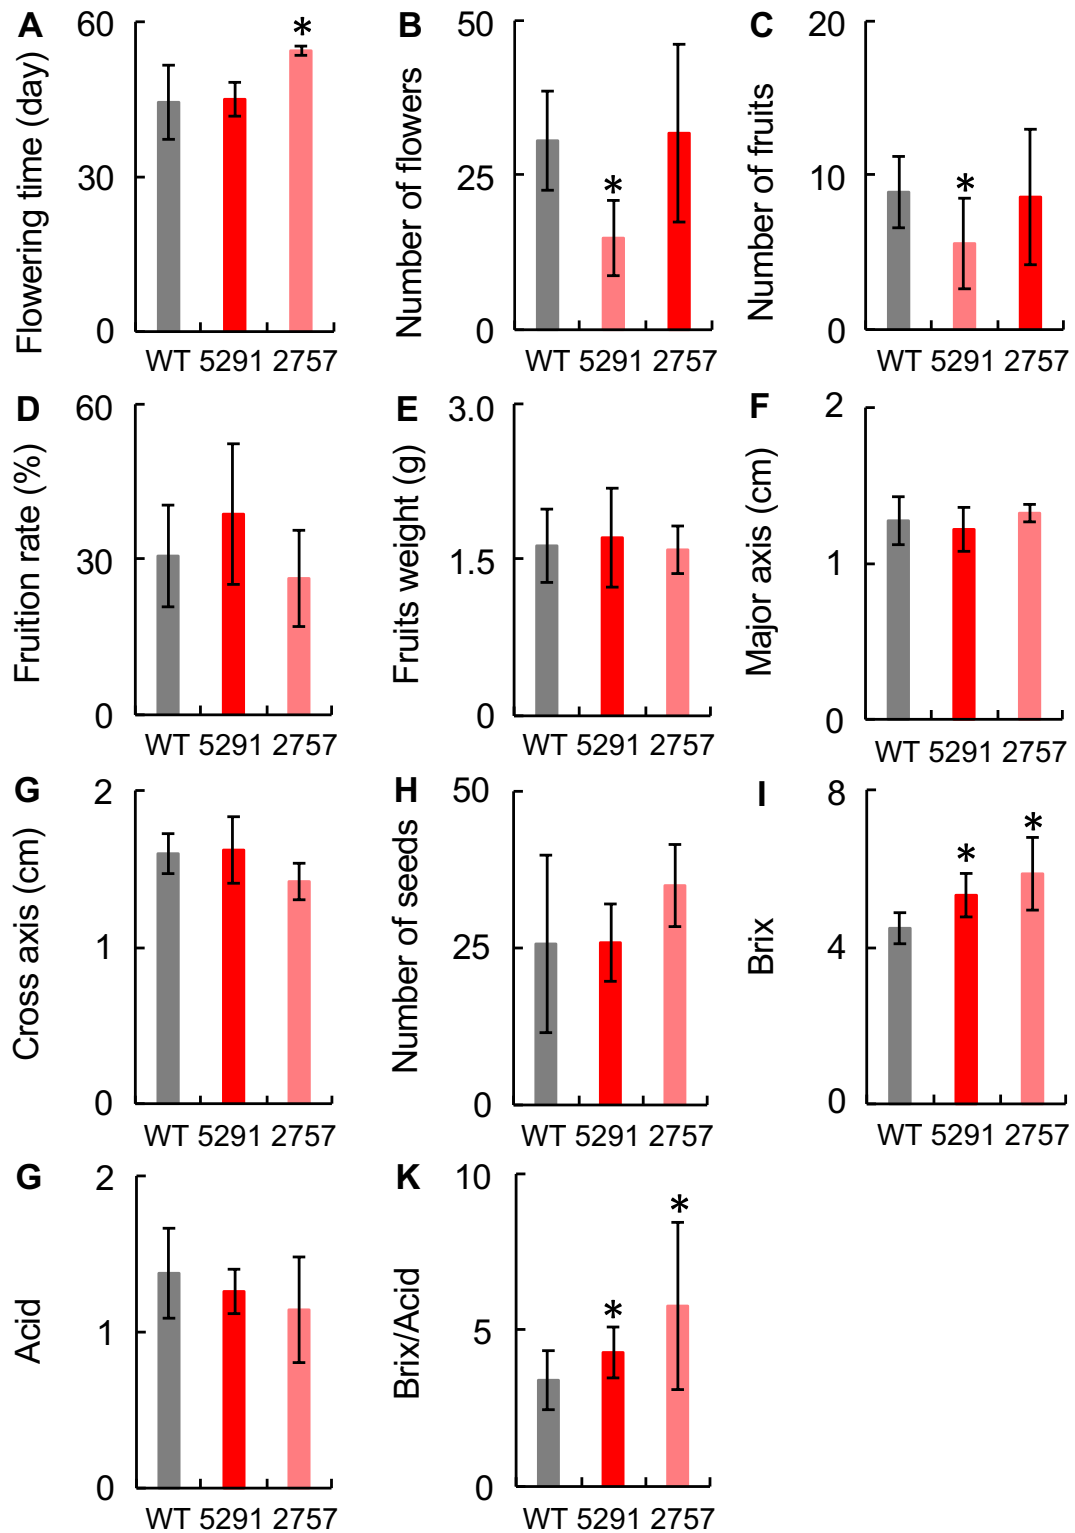 A
Flowering time (day)
60
30
0
*
WT 5291 2757
B
Number of flowers
50
25
0
*
WT 5291 2757
C
Number of fruits
20
10
0
*
WT 5291 2757
D
Fruition rate (%)
60
30
0
WT 5291 2757
E
Fruits weight (g)
3.0
1.5
0
WT 5291 2757
F
Major axis (cm)
2
1
0
WT 5291 2757
G
Cross axis (cm)
2
1
0
WT 5291 2757
H
Number of seeds
50
25
0
WT 5291 2757
I
Brix
8
4
0
*
*
WT 5291 2757
G
Acid
2
1
0
WT 5291 2757
K
Brix/Acid
10
5
0
*
*
WT 5291 2757